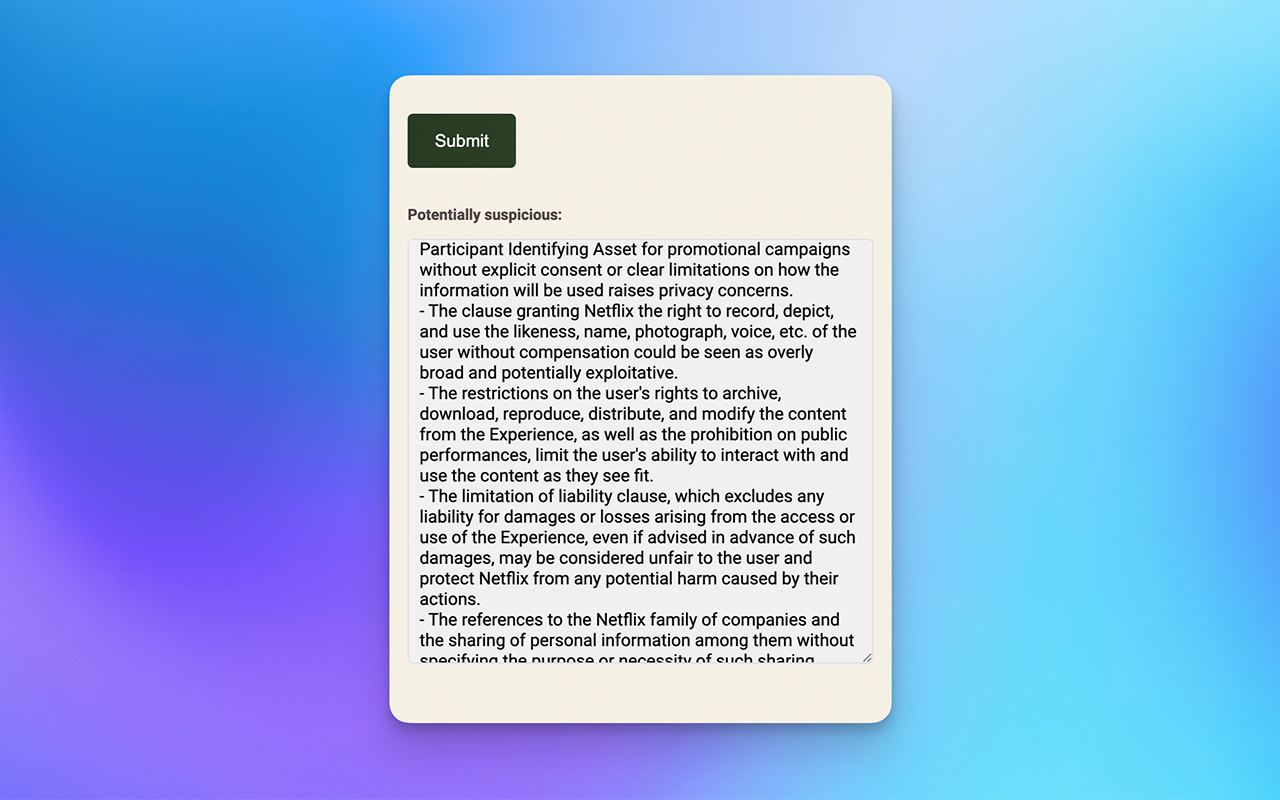 Submit
Potentially suspicious:
Participant Identifying Asset for promotional campaigns
without explicit consent or clear limitations on how the
information will be used raises privacy concerns.
- The clause granting Netflix the right to record, depict,
and use the likeness, name, photograph, voice, etc. of the
user without compensation could be seen as overly
broad and potentially exploitative.
- The restrictions on the user's rights to archive,
download, reproduce, distribute, and modify the content
from the Experience, as well as the prohibition on public
performances, limit the user's ability to interact with and
use the content as they see fit.
- The limitation of liability clause, which excludes any
liability for damages or losses arising from the access or
use of the Experience, even if advised in advance of such
damages, may be considered unfair to the user and
protect Netflix from any potential harm caused by their
actions.
- The references to the Netflix family of companies and
the sharing of personal information among them without
specifying the purpose or necessity of such sharing